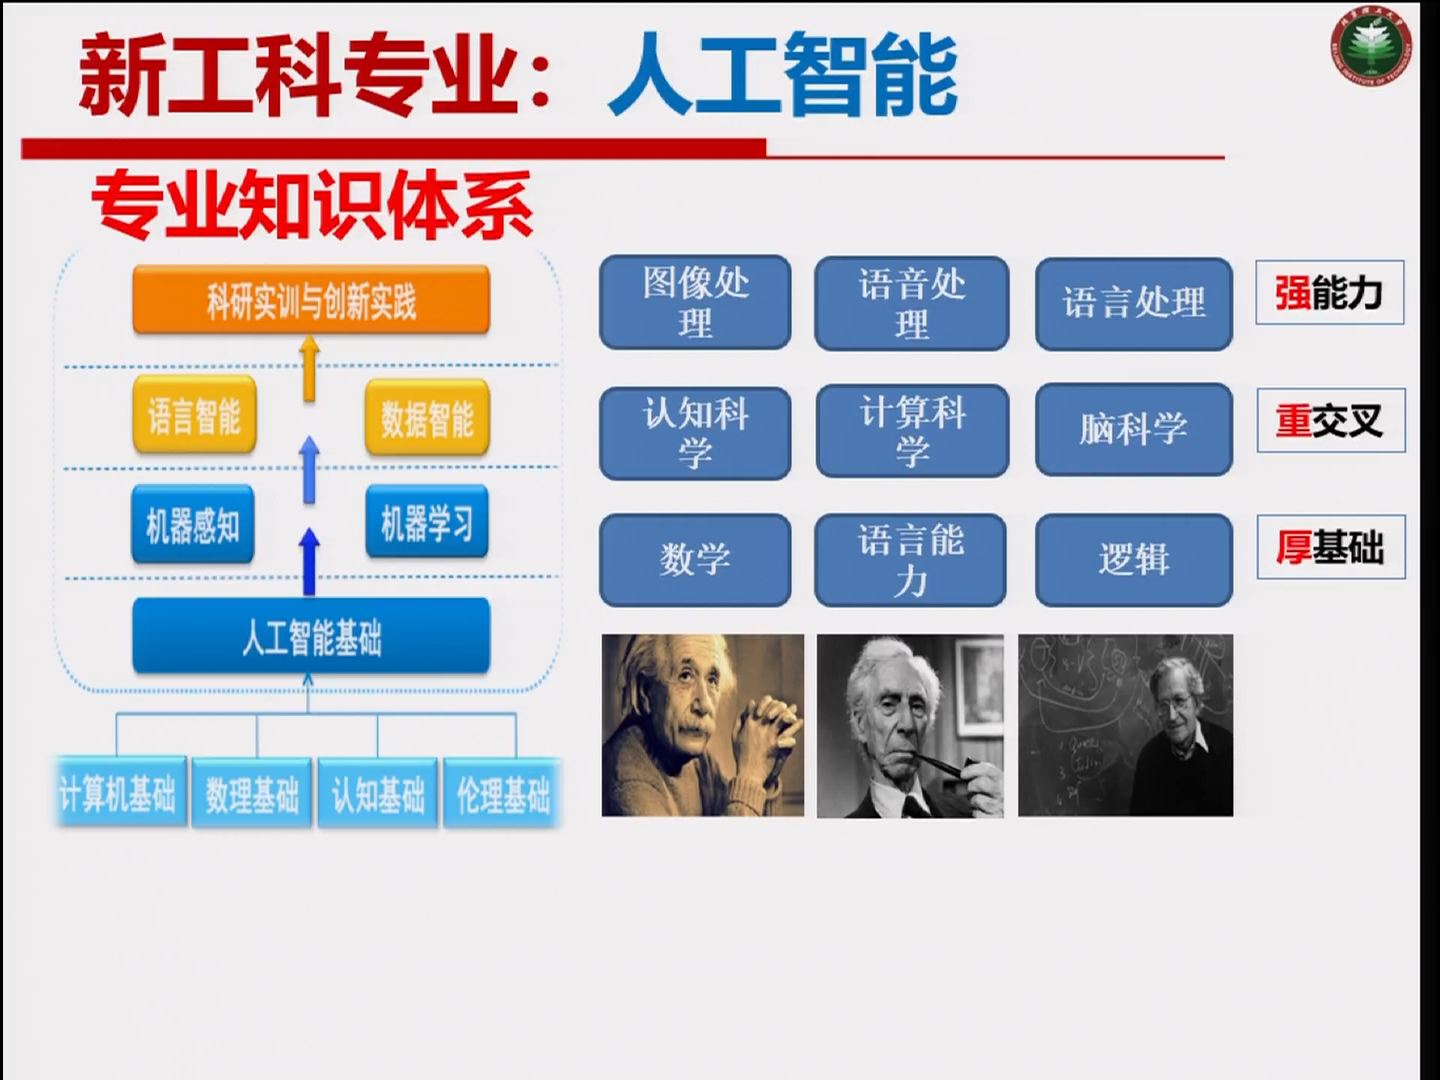 新工科专业：人工智能
专业知识体系
科研实训与创新实践
语言智能
数据智能
机器感知
机器学习
人工智能基础
计算机基础
数理基础
认知基础
伦理基础
图像处
理
语音处
理
语言处理
强能力
认知科
学
计算科
学
脑科学
重交叉
数学
语言能
力
逻辑
厚基础